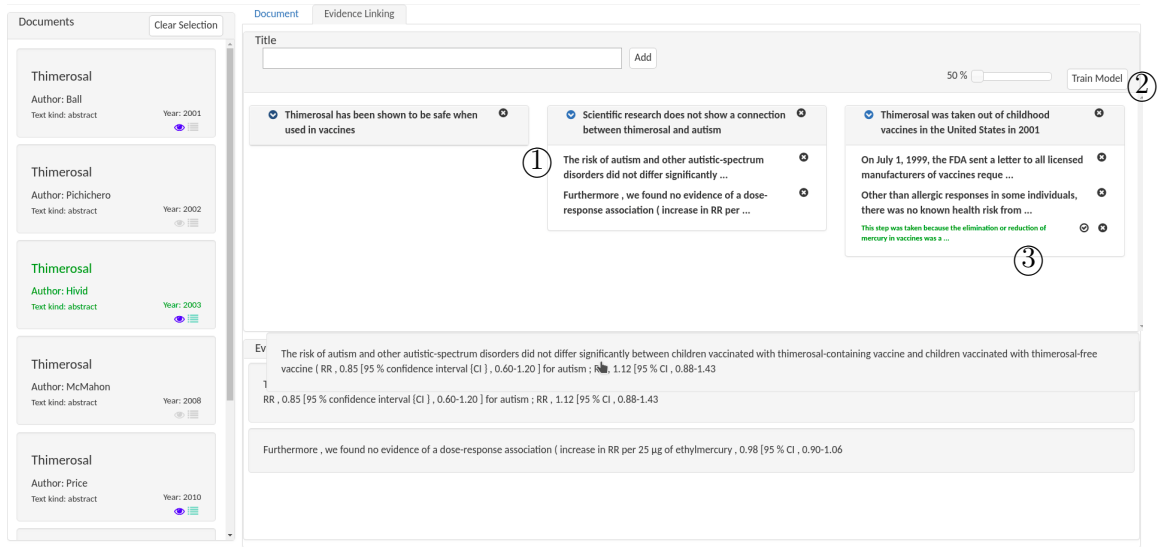 Documents
Clear Selection
Thimerosal
Author: Ball
Text kind: abstract
Year: 2001
Thimerosal
Author: Pichichero
Text kind: abstract
Year: 2002
Thimerosal
Author: Hivid
Text kind: abstract
Year: 2003
Thimerosal
Author: McMahon
Text kind: abstract
Year: 2008
Thimerosal
Author: Price
Text kind: abstract
Year: 2010
Document
Evidence Linking
Title
Add
50 %
Train Model
2
Thimerosal has been shown to be safe when
used in vaccines
1
Scientific research does not show a connection
between thimerosal and autism
The risk of autism and other autistic-spectrum
disorders did not differ significantly ...
Furthermore , we found no evidence of a dose-
response association ( increase in RR per ...
Thimerosal was taken out of childhood
vaccines in the United States in 2001
On July 1, 1999, the FDA sent a letter to all licensed
manufacturers of vaccines reque ...
Other than allergic responses in some individuals,
there was no known health risk from ...
This step was taken because the elimination or reduction of
mercury in vaccines was a ...
3
The risk of autism and other autistic-spectrum disorders did not differ significantly between children vaccinated with thimerosal-containing vaccine and children vaccinated with thimerosal-free
vaccine ( RR , 0.85 [95 % confidence interval {CI } , 0.60-1.20 ] for autism ; , 1.12 [95 % CI , 0.88-1.43
RR , 0.85 [95 % confidence interval {CI } , 0.60-1.20 ] for autism ; RR , 1.12 [95 % CI , 0.88-1.43
Furthermore , we found no evidence of a dose-response association ( increase in RR per 25 µg of ethylmercury , 0.98 [95 % CI , 0.90-1.06